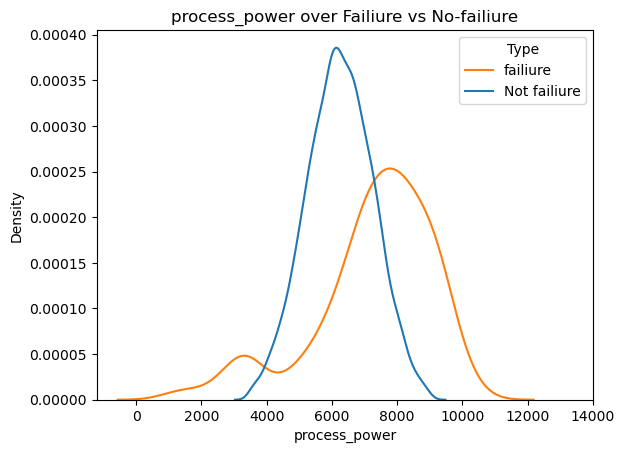 process_power over Failiure vs No-failiure
0.00040
0.00035
0.00030
0.00025
0.00020
0.00015
0.00010
0.00005
0.00000
Density
Type
failiure
Not failiure
0 2000 4000 6000 8000 10000 12000 14000
process_power